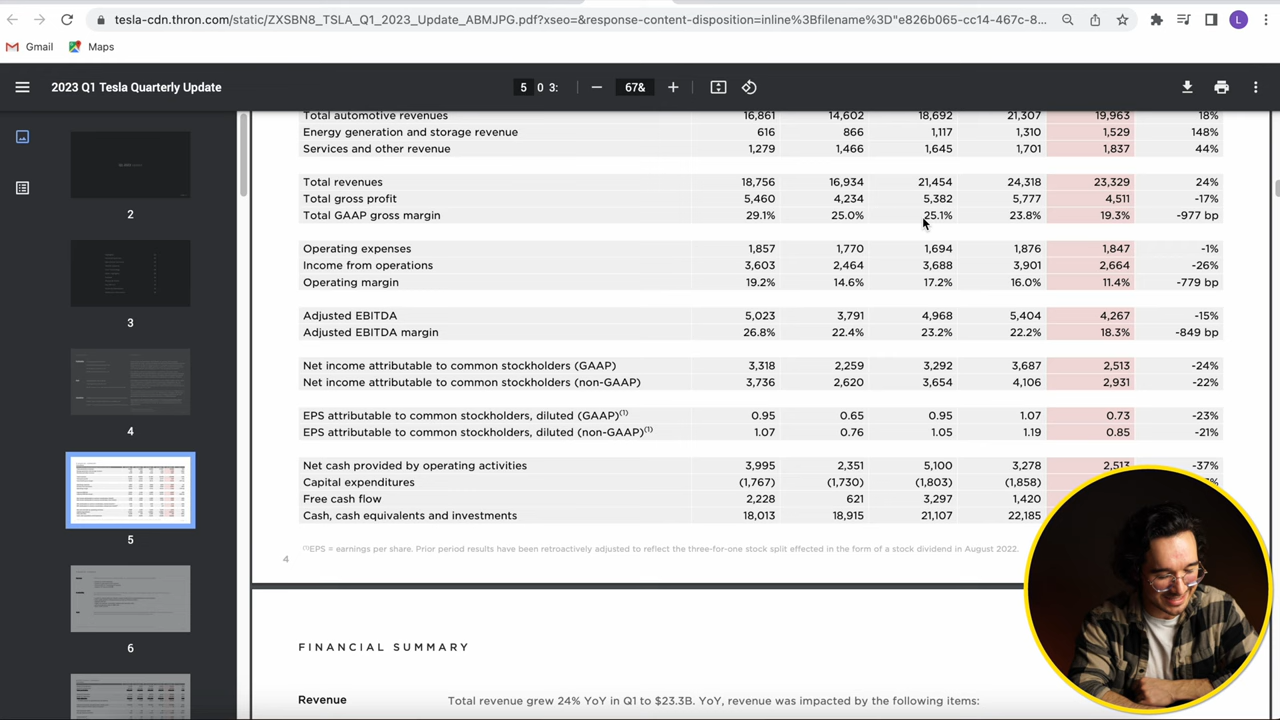 tesla-cdn.thron.com/static/ZXSBN8_TSLA_Q1_2023_Update_ABMJPG.pdf?xseo=&response-content-disposition=inline%3Bfilename%3D"e826b065-cc14-467c-8... L
Gmail Maps
2023 Q1 Tesla Quarterly Update 5 0 3: 67&
Total automotive revenues 16,861 14,602 18,692 21,307 19,963 18%
Energy generation and storage revenue 616 866 1,117 1,310 1,529 148%
Services and other revenue 1,279 1,466 1,645 1,701 1,837 44%
Total revenues 18,756 16,934 21,454 24,318 23,329 24%
Total gross profit 5,460 4,234 5,382 5,777 4,511 -17%
Total GAAP gross margin 29.1% 25.0% 25.1% 23.8% 19.3% -977 bp
Operating expenses 1,857 1,770 1,694 1,876 1,847 -1%
Income from operations 3,603 2,464 3,688 3,901 2,664 -26%
Operating margin 19.2% 14.6% 17.2% 16.0% 11.4% -779 bp
Adjusted EBITDA 5,023 3,791 4,968 5,404 4,267 -15%
Adjusted EBITDA margin 26.8% 22.4% 23.2% 22.2% 18.3% -849 bp
Net income attributable to common stockholders (GAAP) 3,318 2,259 3,292 3,687 2,513 -24%
Net income attributable to common stockholders (non-GAAP) 3,736 2,620 3,654 4,106 2,931 -22%
EPS attributable to common stockholders, diluted (GAAP)(1) 0.95 0.65 0.95 1.07 0.73 -23%
EPS attributable to common stockholders, diluted (non-GAAP)(1) 1.07 0.76 1.05 1.19 0.85 -21%
Net cash provided by operating activities 3,995 2,351 5,100 3,278 2,513
Capital expenditures (1,767) (1,730) (1,803) (1,858)
Free cash flow 2,228 621 3,297 1,420
Cash, cash equivalents and investments 18,013 18,915 21,107 22,185
(1)EPS = earnings per share. Prior period results have been retroactively adjusted to reflect the three-for-one stock split effected in the form of a stock dividend in August 2022.
4
FINANCIAL SUMMARY
Revenue Total revenue grew 24% YoY in Q1 to $23.3B. YoY, revenue was impacted by the following items:
2
3
4
5
6